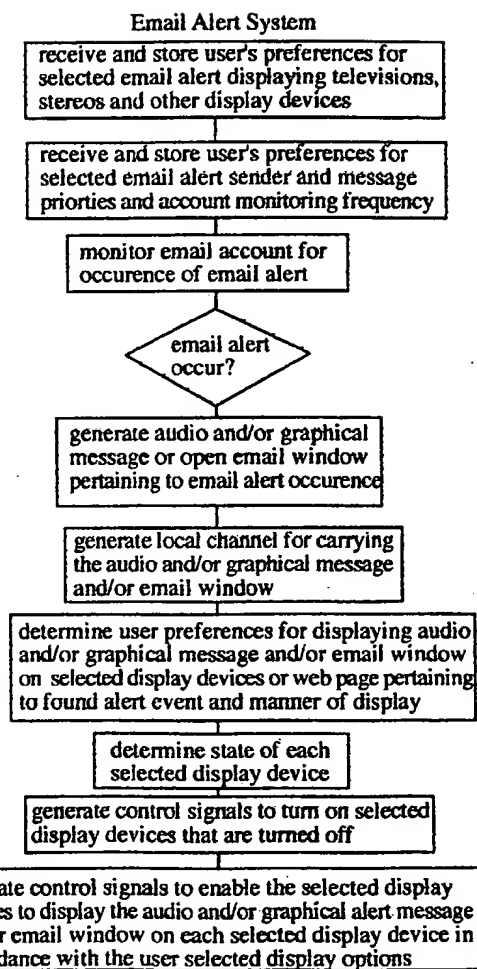 Email Alert System
receive and store user's preferences for
selected email alert displaying televisions,
stereos and other display devices
receive and store user's preferences for
selected email alert sender and message
priorties and account monitoring frequency
monitor email account for
occurence of email alert
email alert
occur?
generate audio and/or graphical
message or open email window
pertaining to email alert occurence
generate local channel for carrying
the audio and/or graphical message
and/or email window
determine user preferences for displaying audio
and/or graphical message and/or email window
on selected display devices or web page pertaining
to found alert event and manner of display
determine state of each
selected display device
generate control signals to turn on selected
display devices that are turned off
ate control signals to enable the selected display
es to display the audio and/or graphical alert message
r email window on each selected display device in
dance with the user selected display options